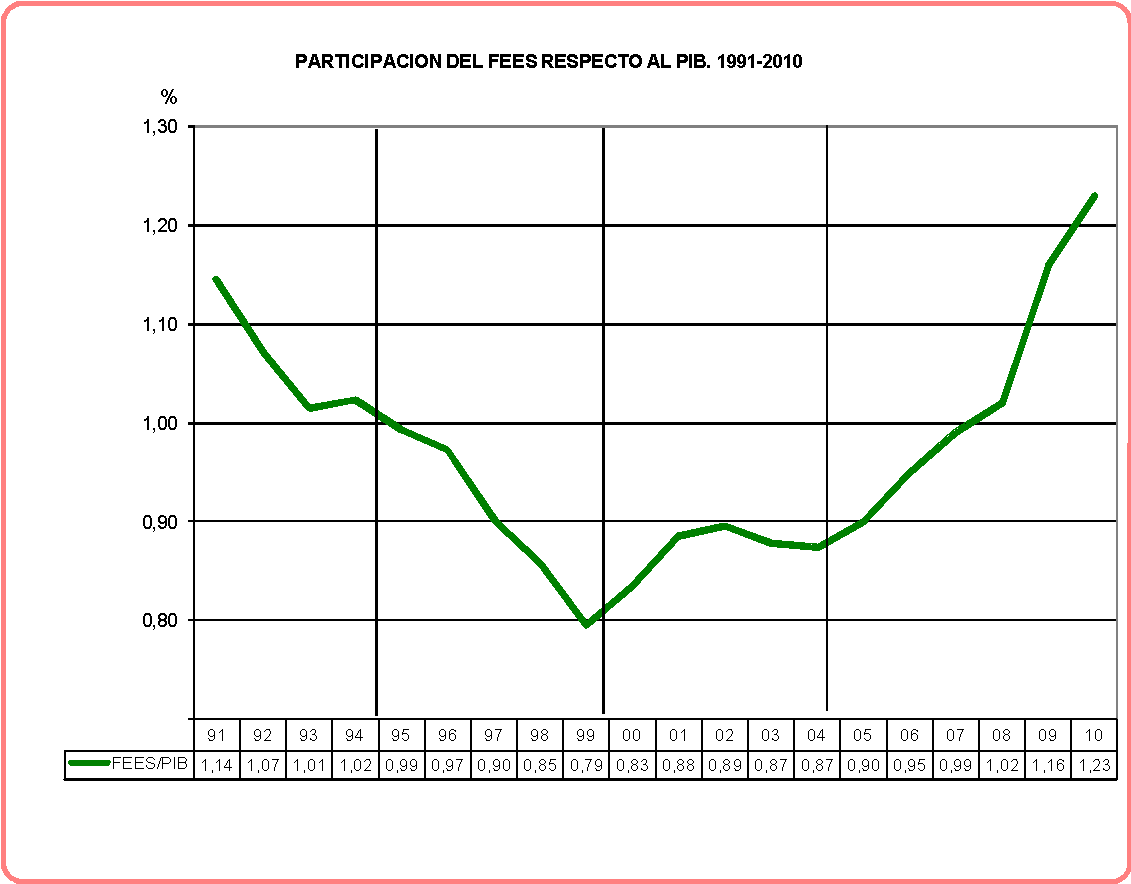 PARTICIPACION DEL FEES RESPECTO AL PIB. 1991-2010
%
1,30
1,20
1,10
1,00
0,90
0,80
91 92 93 94 95 96 97 98 99 00 01 02 03 04 05 06 07 08 09 10
FEES/PIB 1,14 1,07 1,01 1,02 0,99 0,97 0,90 0,85 0,79 0,83 0,88 0,89 0,87 0,87 0,90 0,95 0,99 1,02 1,16 1,23